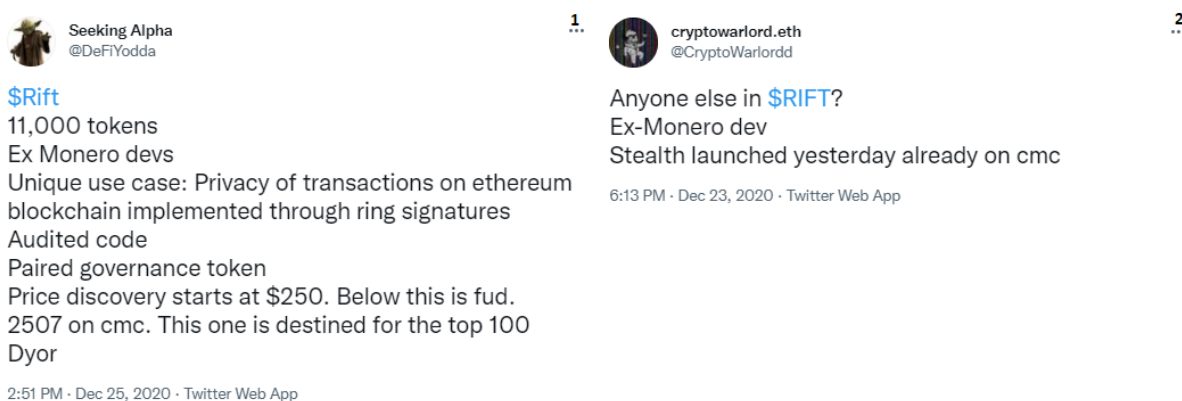 Seeking Alpha
@DeFiYodda
1
...
$Rift
11,000 tokens
Ex Monero devs
Unique use case: Privacy of transactions on ethereum
blockchain implemented through ring signatures
Audited code
Paired governance token
Price discovery starts at $250. Below this is fud.
2507 on cmc. This one is destined for the top 100
Dyor
2:51 PM · Dec 25, 2020 · Twitter Web App
cryptowarlord.eth
@CryptoWarlordd
2
Anyone else in $RIFT?
Ex-Monero dev
Stealth launched yesterday already on cmc
6:13 PM · Dec 23, 2020 · Twitter Web App